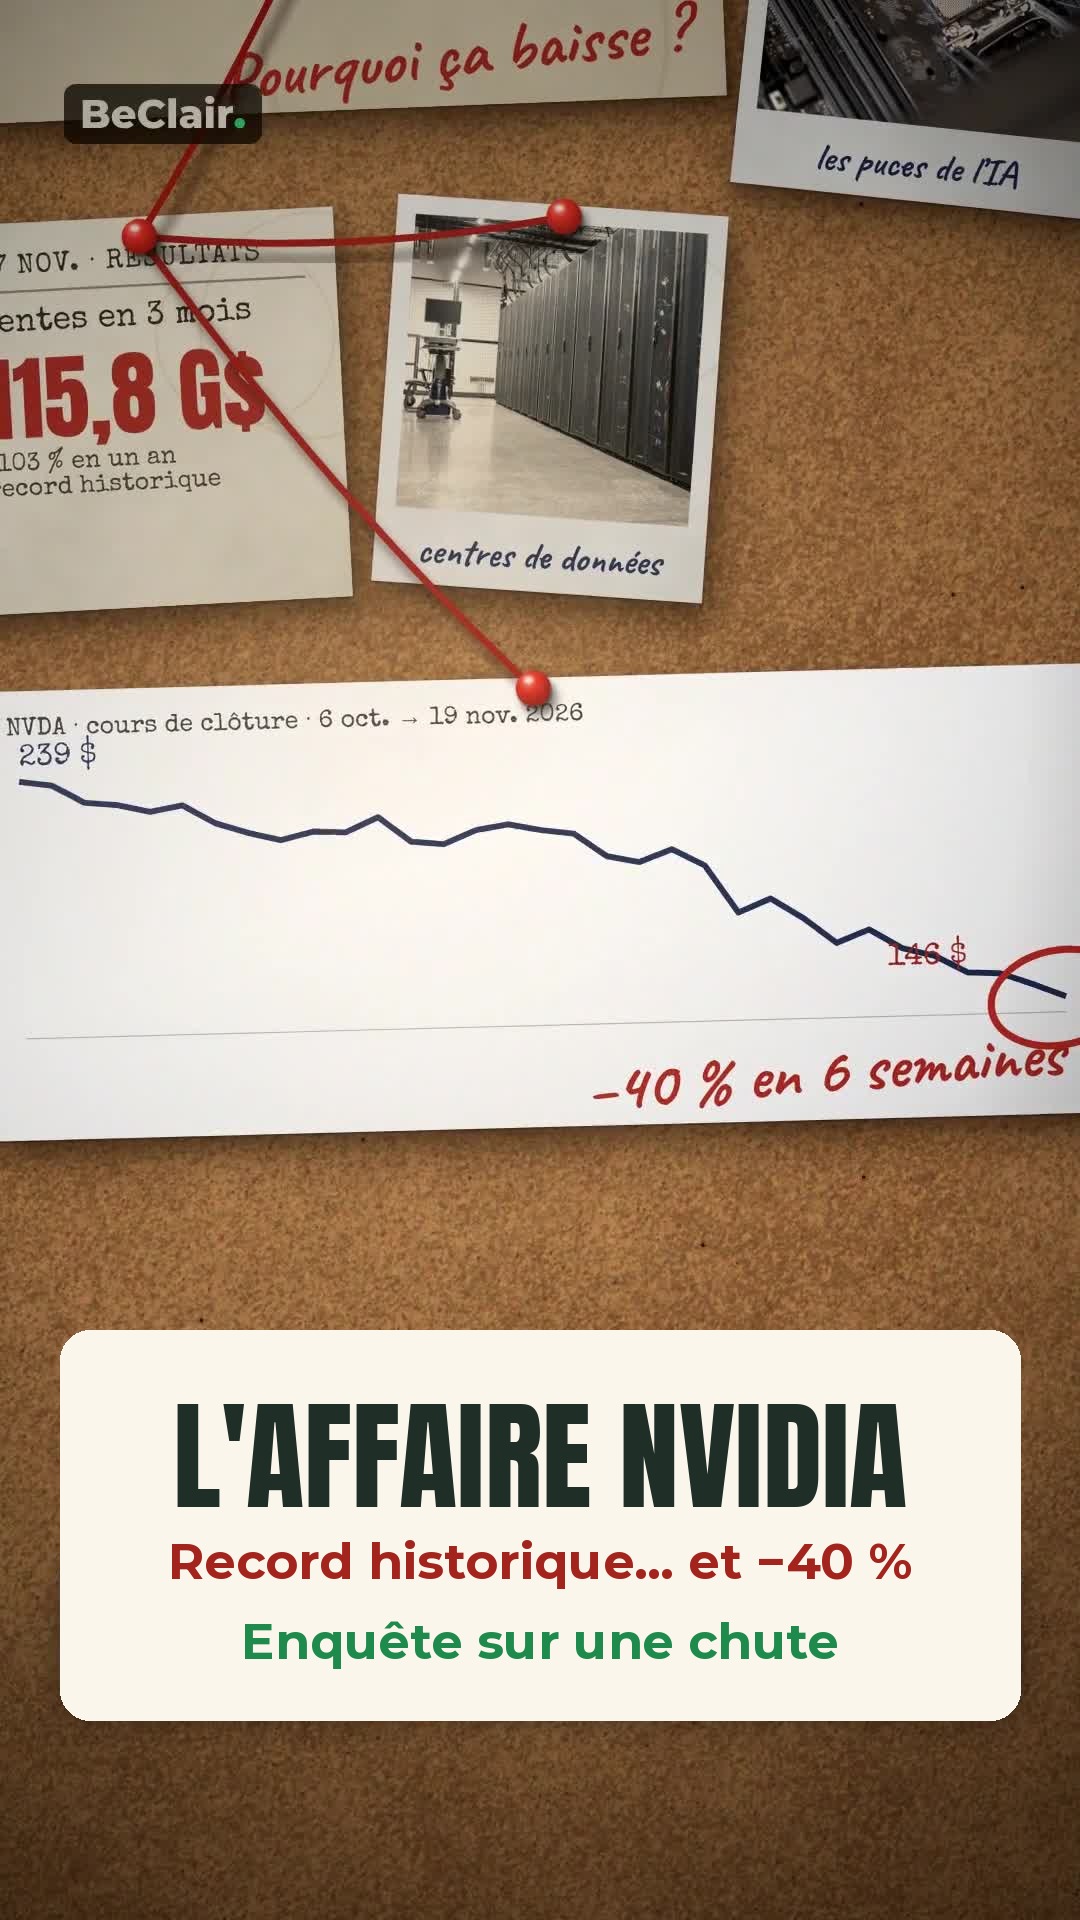 Pourquoi ça baisse ?
BeClair.
les puces de l'IA
7 NOV. · RÉSULTATS
entes en 3 mois
115,8 G$
103 % en un an
record historique
centres de données
NVDA · cours de clôture · 6 oct. → 19 nov. 2026
239 $
146 $
−40 % en 6 semaines
L'AFFAIRE NVIDIA
Record historique... et −40 %
Enquête sur une chute